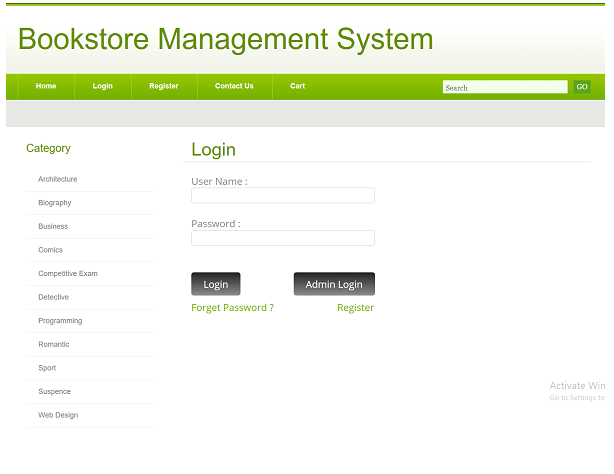 Bookstore Management System
Home Login Register Contact Us Cart Search GO
Category
Architecture
Biography
Business
Comics
Competitive Exam
Detective
Programming
Romantic
Sport
Suspence
Web Design
Login
User Name :
Password :
Login Admin Login
Forget Password ? Register
Activate Win
Go to Settings to